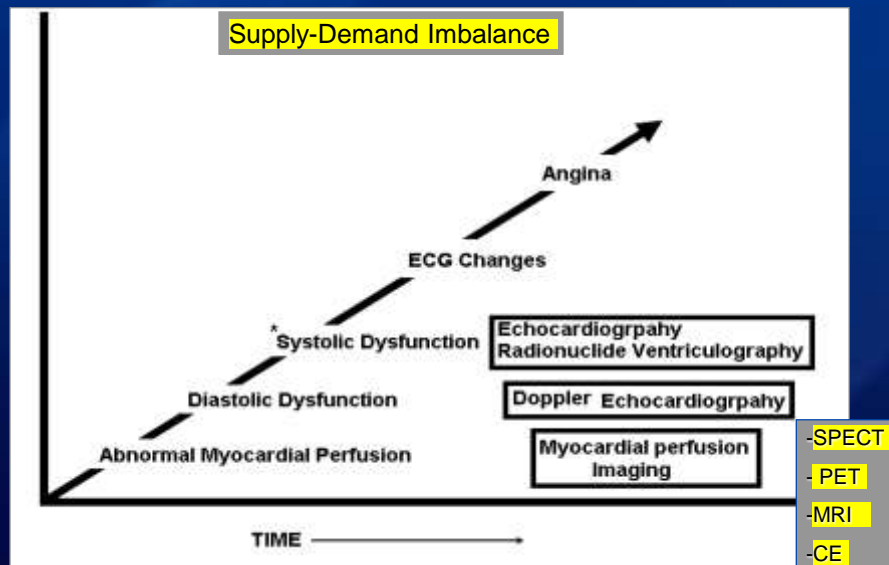 Supply-Demand Imbalance
Angina
ECG Changes
*Systolic Dysfunction
Echocardiogrpahy
Radionuclide Ventriculography
Diastolic Dysfunction
Doppler Echocardiogrpahy
Abnormal Myocardial Perfusion
Myocardial perfusion
Imaging
-SPECT
- PET
-MRI
-CE
TIME